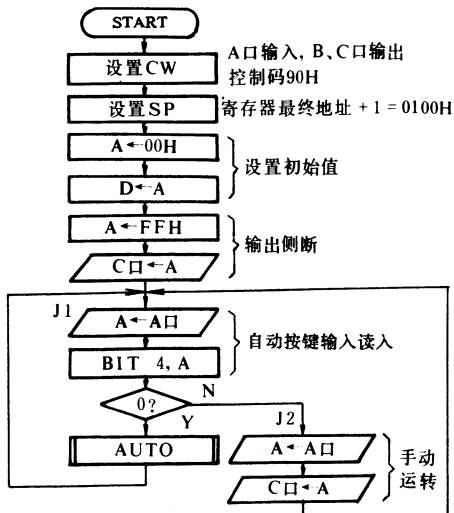 START
设置CW
A口输入, B、C口输出
控制码90H
设置SP
寄存器最终地址 + 1 = 0100H
A←00H
D←A
设置初始值
A←FFH
C口←A
输出侧断
J1
A←A口
BIT 4, A
自动按键输入读入
0?
N
Y
AUTO
J2
A←A口
C口←A
手动
运转